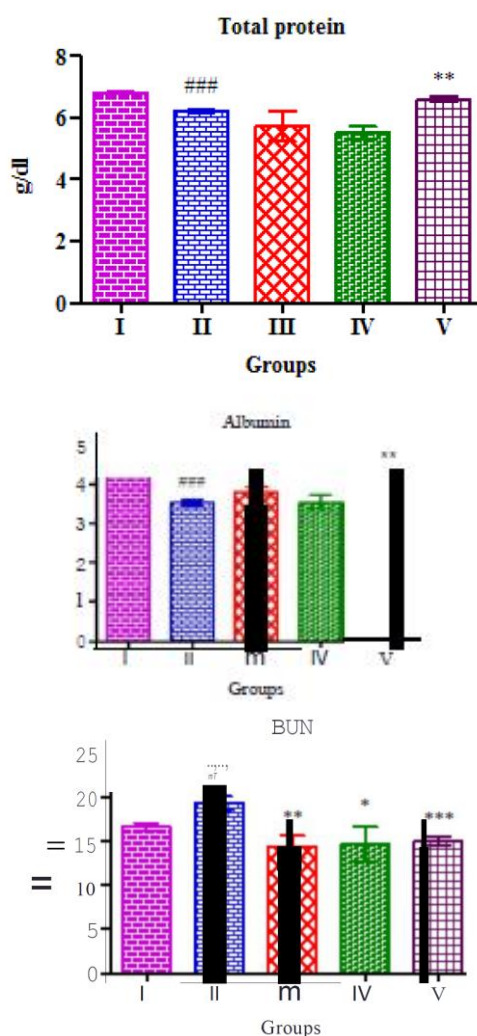 Total protein
8
###
**
6
g/dl
4
2
0
I II III IV V
Groups
Albumin
5
**
###
4
3
2
1
0
I II m IV V
Groups
BUN
25
20
** * ***
15
10
5
0
I II m IV V
Groups